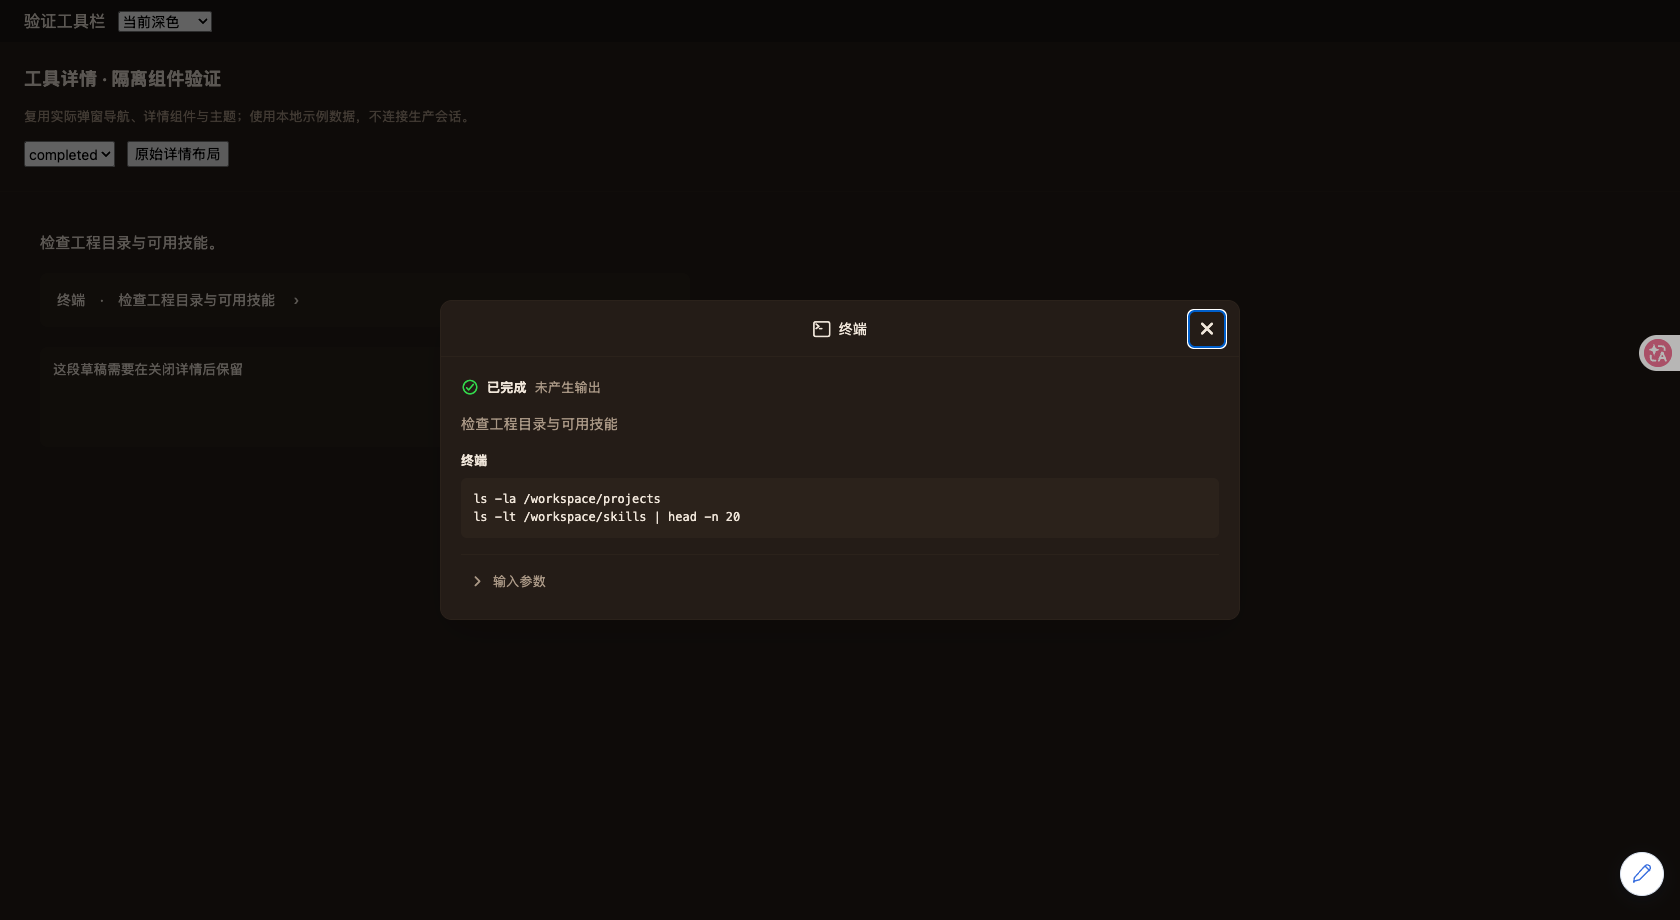 验证工具栏 当前深色
工具详情 · 隔离组件验证
复用实际弹窗导航、详情组件与主题；使用本地示例数据，不连接生产会话。
completed 原始详情布局
检查工程目录与可用技能。
终端 · 检查工程目录与可用技能 ›
这段草稿需要在关闭详情后保留
终端
已完成 未产生输出
检查工程目录与可用技能
终端
ls -la /workspace/projects
ls -lt /workspace/skills | head -n 20
输入参数